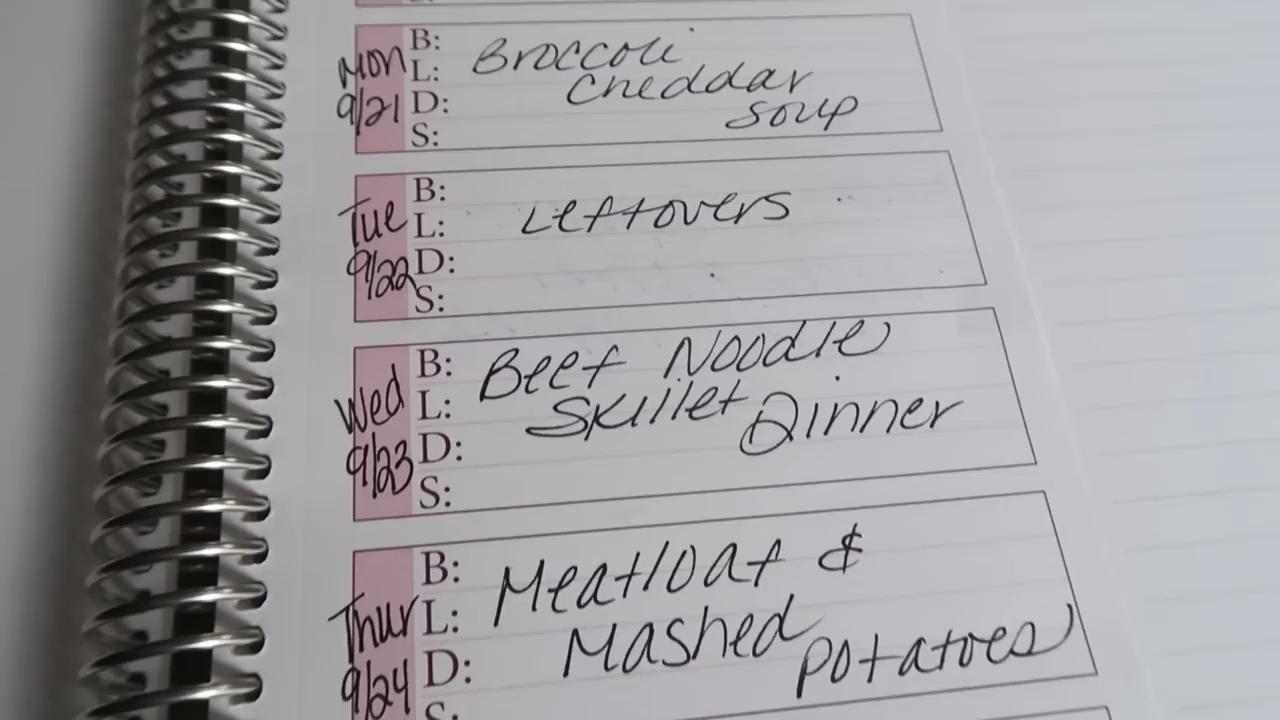 B:
Mon L: Broccoli
Cheddar
9/21 D: Soup
S:
B:
Tue L: Leftovers
9/22 D:
S:
B: Beef Noodle
Wed L: Skillet Dinner
9/23 D:
S:
B: Meatloaf &
Thur L: Mashed
9/24 D: Potatoes
S: